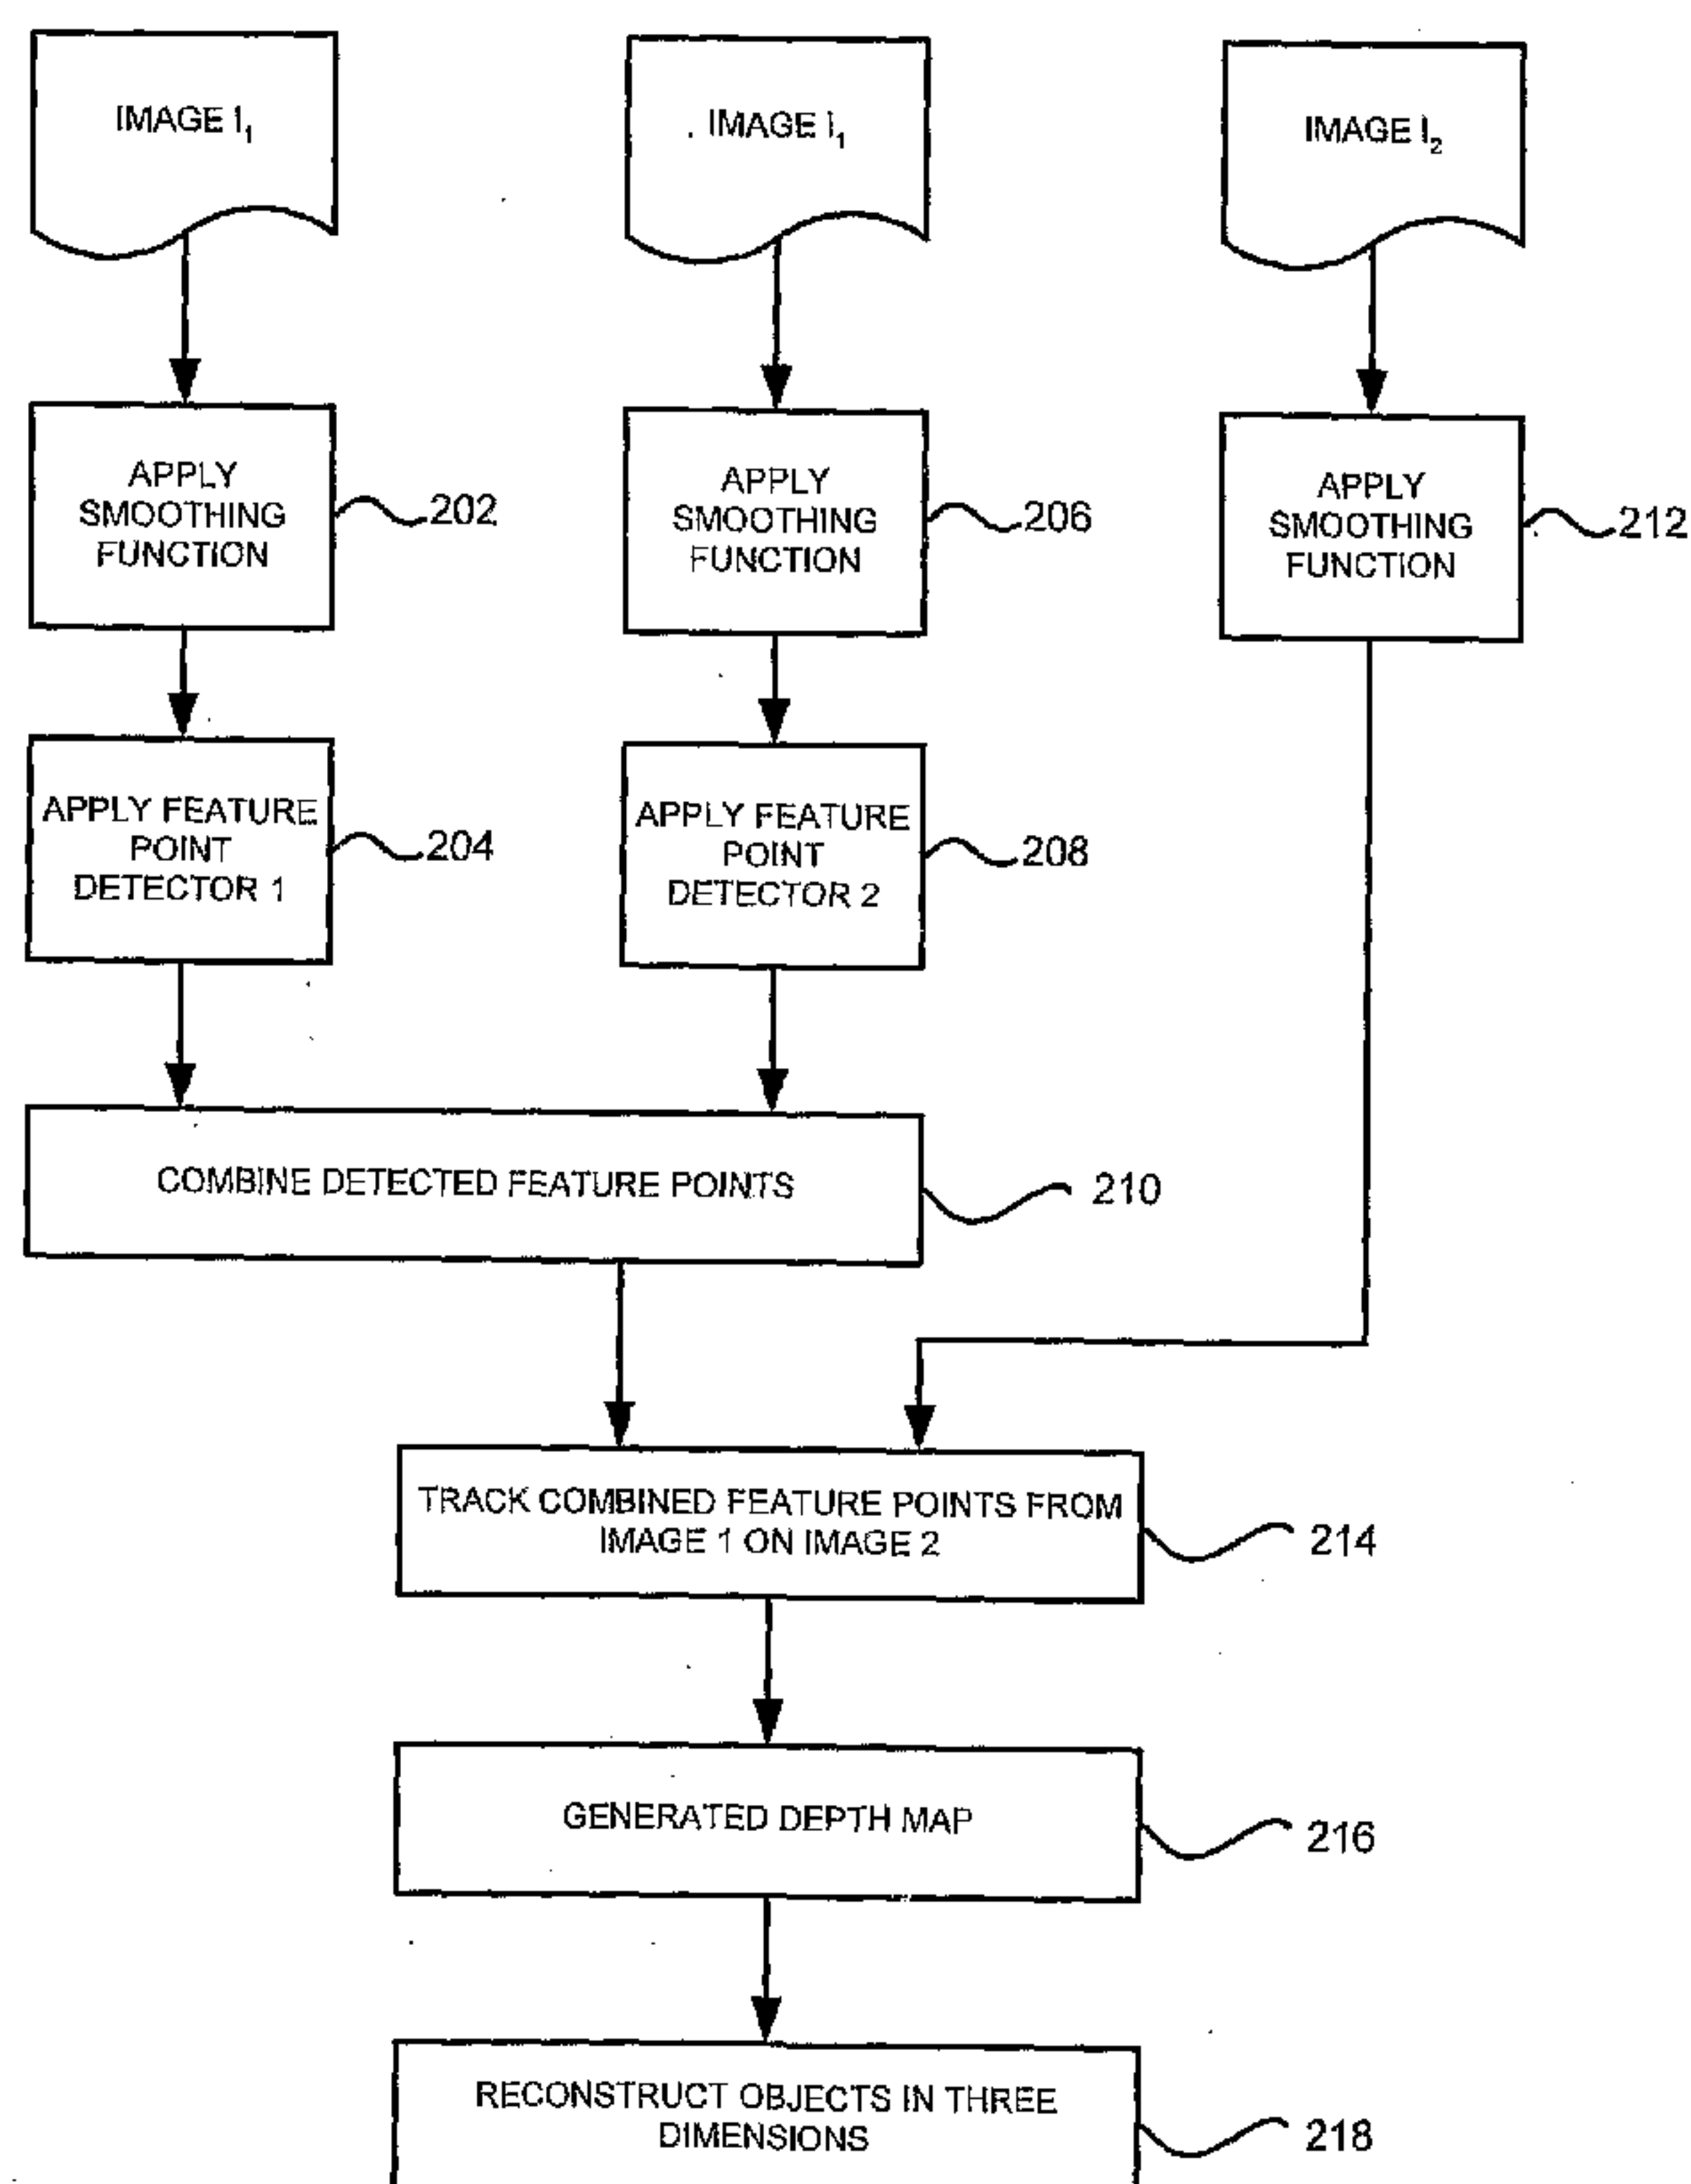 IMAGE I₁
IMAGE I₁
IMAGE I₂
APPLY
SMOOTHING
FUNCTION
202
APPLY
SMOOTHING
FUNCTION
206
APPLY
SMOOTHING
FUNCTION
212
APPLY FEATURE
POINT
DETECTOR 1
204
APPLY FEATURE
POINT
DETECTOR 2
208
COMBINE DETECTED FEATURE POINTS
210
TRACK COMBINED FEATURE POINTS FROM
IMAGE 1 ON IMAGE 2
214
GENERATED DEPTH MAP
216
RECONSTRUCT OBJECTS IN THREE
DIMENSIONS
218